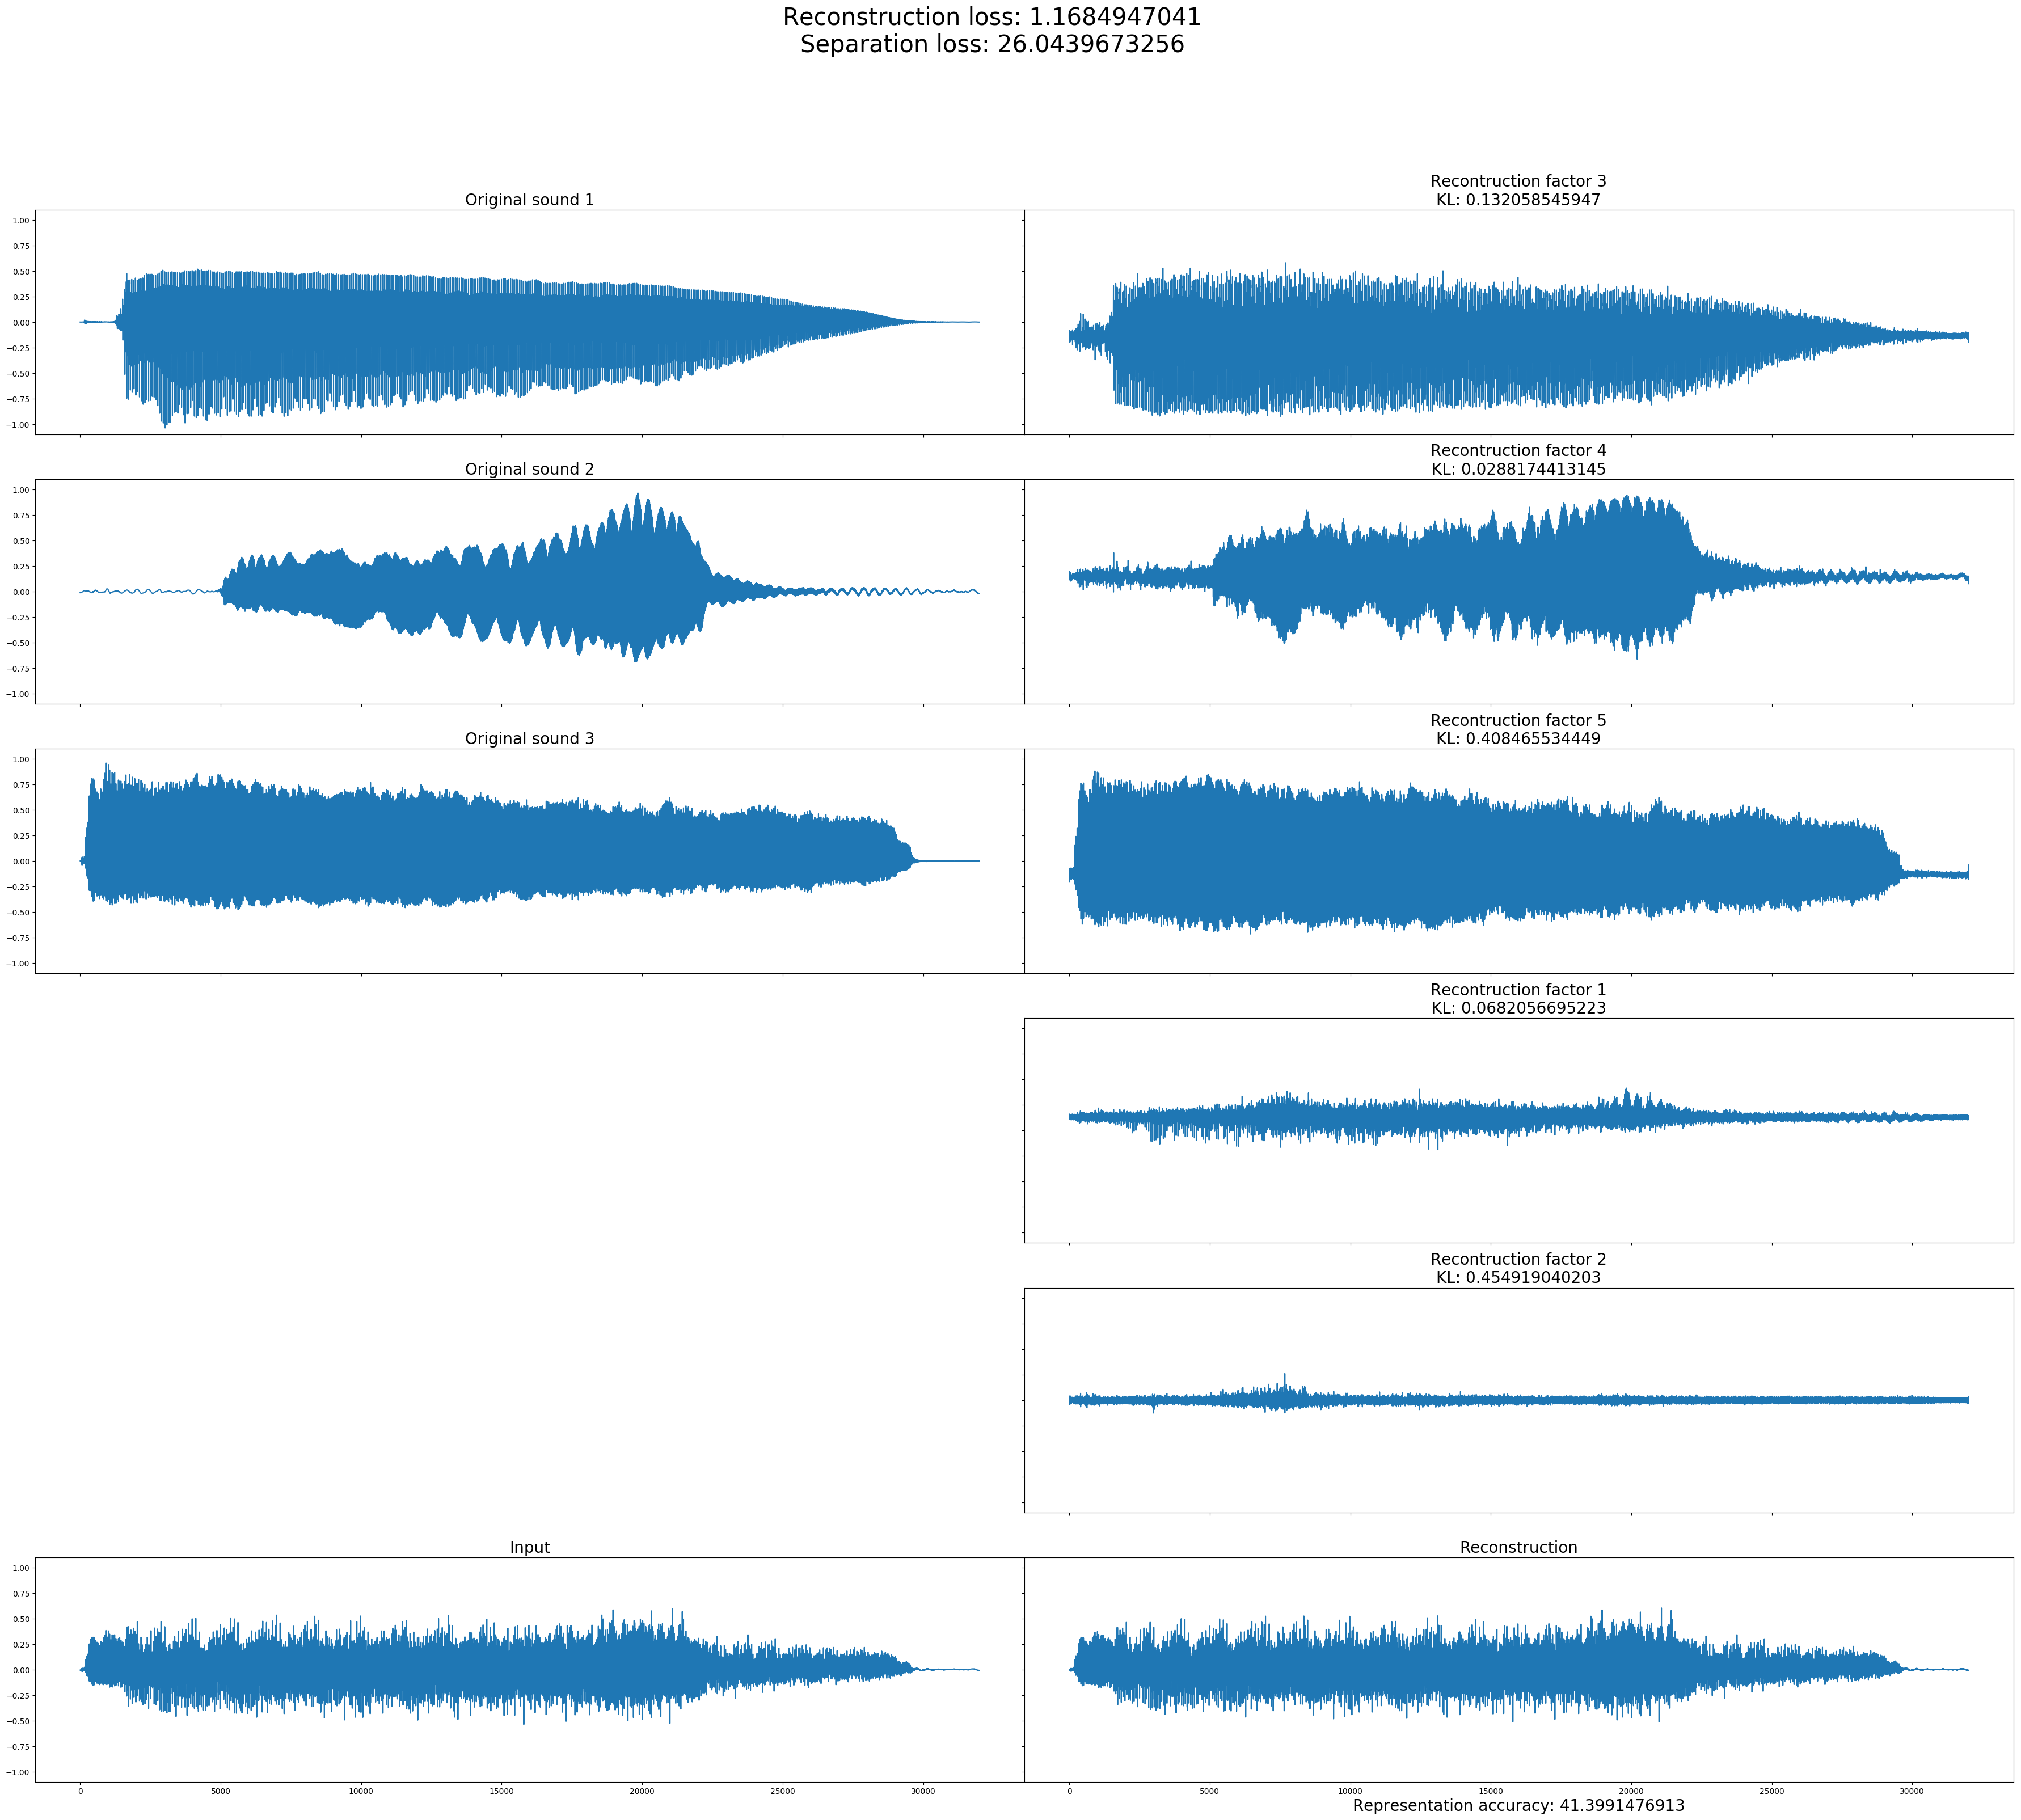 Reconstruction loss: 1.1684947041
Separation loss: 26.0439673256
Original sound 1
1.00
0.75
0.50
0.25
0.00
−0.25
−0.50
−0.75
−1.00
Recontruction factor 3
KL: 0.132058545947
Original sound 2
1.00
0.75
0.50
0.25
0.00
−0.25
−0.50
−0.75
−1.00
Recontruction factor 4
KL: 0.0288174413145
Original sound 3
1.00
0.75
0.50
0.25
0.00
−0.25
−0.50
−0.75
−1.00
Recontruction factor 5
KL: 0.408465534449
Recontruction factor 1
KL: 0.0682056695223
Recontruction factor 2
KL: 0.454919040203
Input
1.00
0.75
0.50
0.25
0.00
−0.25
−0.50
−0.75
−1.00
0 5000 10000 15000 20000 25000 30000
Reconstruction
0 5000 10000 15000 20000 25000 30000
Representation accuracy: 41.3991476913